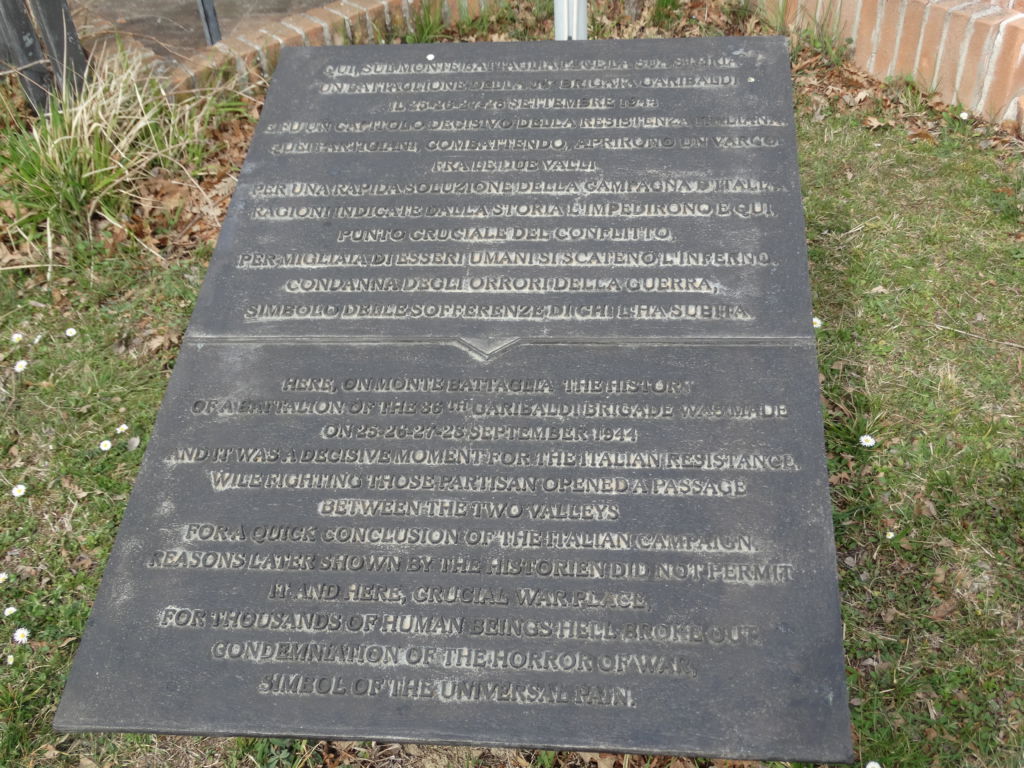 QUI, SUL MONTE BATTAGLIA FECE LA SUA STORIA
UN BATTAGLIONE DELLA 36ª BRIGATA GARIBALDI
IL 25-26-27-28 SETTEMBRE 1944
E FU UN CAPITOLO DECISIVO DELLA RESISTENZA ITALIANA.
QUEI PARTIGIANI, COMBATTENDO, APRIRONO UN VARCO
FRA LE DUE VALLI
PER UNA RAPIDA SOLUZIONE DELLA CAMPAGNA D'ITALIA
RAGIONI INDICATE DALLA STORIA L'IMPEDIRONO E QUI,
PUNTO CRUCIALE DEL CONFLITTO,
PER MIGLIAIA DI ESSERI UMANI SI SCATENÒ L'INFERNO.
CONDANNA DEGLI ORRORI DELLA GUERRA,
SIMBOLO DELLE SOFFERENZE DI CHI L'HA SUBITA.
HERE, ON MONTE BATTAGLIA THE HISTORY
OF A BATTALION OF THE 36TH GARIBALDI BRIGADE WAS MADE
ON 25-26-27-28 SEPTEMBER 1944
AND IT WAS A DECISIVE MOMENT FOR THE ITALIAN RESISTANCE.
WILE FIGHTING THOSE PARTISAN OPENED A PASSAGE
BETWEEN THE TWO VALLEYS
FOR A QUICK CONCLUSION OF THE ITALIAN CAMPAIGN.
REASONS LATER SHOWN BY THE HISTORIEN DID NOT PERMIT
IT AND HERE, CRUCIAL WAR PLACE,
FOR THOUSANDS OF HUMAN BEINGS HELL BROKE OUT.
CONDEMNIATION OF THE HORROR OF WAR,
SIMBOL OF THE UNIVERSAL PAIN.